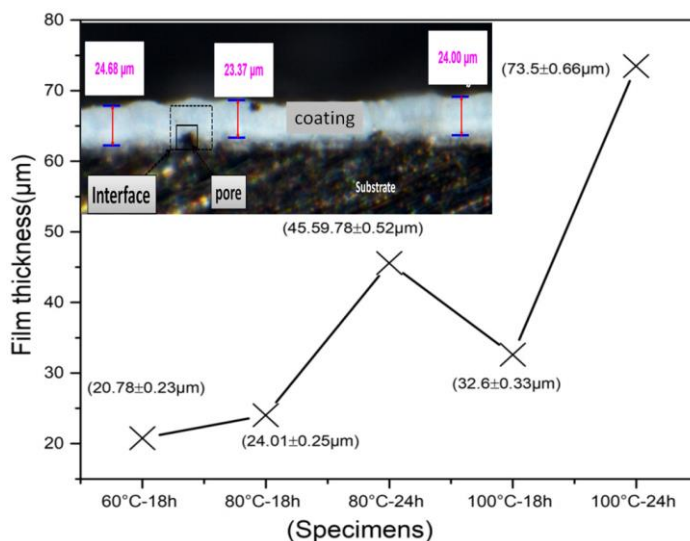 80
70
60
50
40
30
20
Film thickness(µm)
24.68 µm
23.37 µm
24.00 µm
coating
Interface
pore
Substrate
(73.5±0.66µm)
(45.59.78±0.52µm)
(32.6±0.33µm)
(20.78±0.23µm)
(24.01±0.25µm)
60°C-18h 80°C-18h 80°C-24h 100°C-18h 100°C-24h
(Specimens)